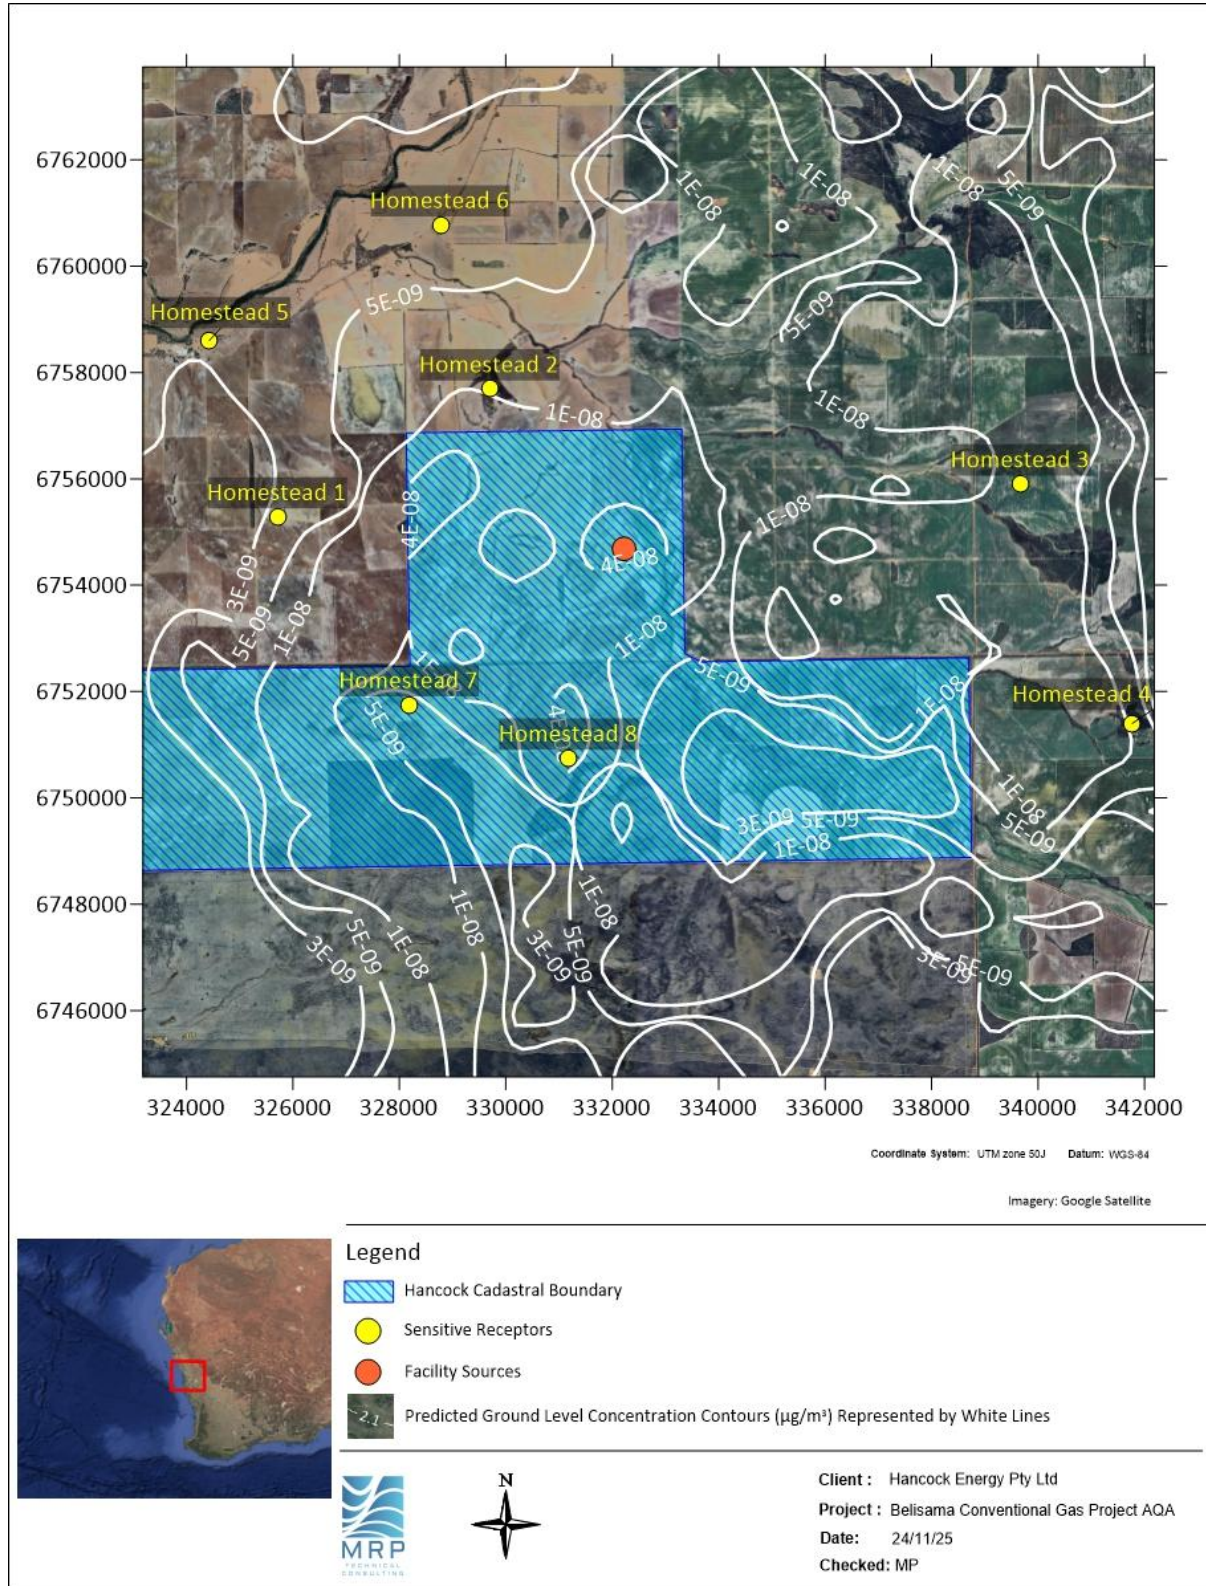 6762000
6760000
6758000
6756000
6754000
6752000
6750000
6748000
6746000
324000 326000 328000 330000 332000 334000 336000 338000 340000 342000
Homestead 6
Homestead 5
Homestead 2
Homestead 3
Homestead 1
Homestead 7
Homestead 4
Homestead 8
1E-08
1E-08
1E-08
5E-09
5E-09
5E-09
1E-08
1E-08
4E-08
1E-08
4E-08
3E-09
5E-09
1E-08
1E-08
1E-08
5E-09
5E-09
1E-08
1E-08
5E-09
3E-09 5E-09
1E-08
1E-08
1E-08
3E-09
5E-09
1E-08
3E-09
5E-09
3E-09
5E-09
Coordinate System: UTM zone 50J Datum: WGS-84
Imagery: Google Satellite
Legend
Hancock Cadastral Boundary
Sensitive Receptors
Facility Sources
2.1
Predicted Ground Level Concentration Contours (µg/m³) Represented by White Lines
MRP
TECHNICAL
CONSULTING
N
Client : Hancock Energy Pty Ltd
Project : Belisama Conventional Gas Project AQA
Date: 24/11/25
Checked: MP